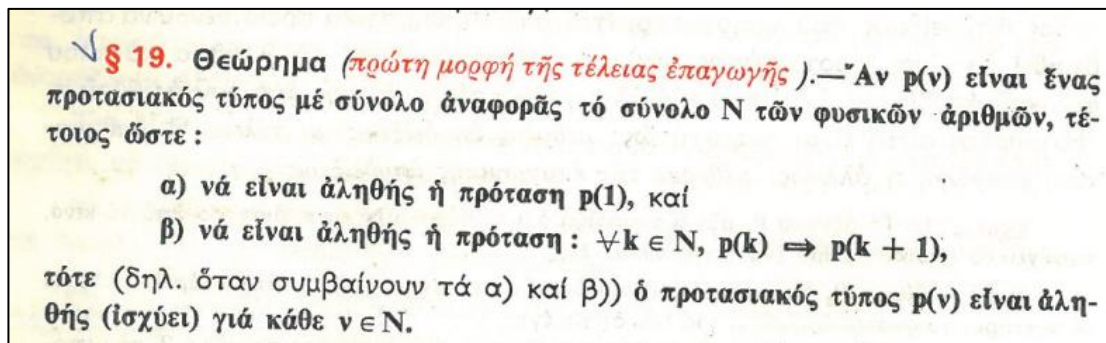 § 19. Θεώρημα (πρώτη μορφή τῆς τέλειας ἐπαγωγῆς ).—Ἄν p(ν) εἶναι ἕνας
προτασιακός τύπος μέ σύνολο ἀναφορᾶς τό σύνολο Ν τῶν φυσικῶν ἀριθμῶν, τέ-
τοιος ὥστε :
α) νά εἶναι ἀληθής ἡ πρόταση p(1), καί
β) νά εἶναι ἀληθής ἡ πρόταση : ∀k ∈ N, p(k) ⟹ p(k + 1),
τότε (δηλ. ὅταν συμβαίνουν τά α) καί β)) ὁ προτασιακός τύπος p(ν) εἶναι ἀλη-
θής (ἰσχύει) γιά κάθε ν ∈ N.